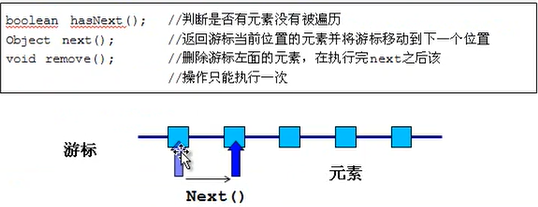 boolean hasNext(); //判断是否有元素没有被遍历
Object next(); //返回游标当前位置的元素并将游标移动到下一个位置
void remove(); //删除游标左面的元素，在执行完next之后该
//操作只能执行一次
游标
元素
Next()